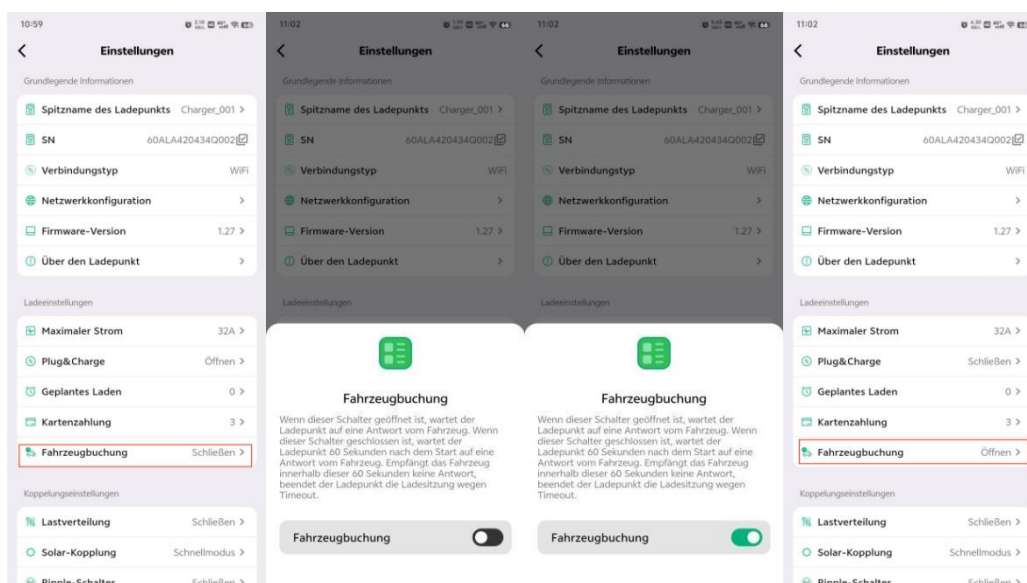 10:59
Einstellungen
Grundlegende Informationen
Spitzname des Ladepunkts Charger_001 >
SN 60ALA420434Q002
Verbindungstyp WiFi
Netzwerkkonfiguration >
Firmware-Version 1.27 >
Über den Ladepunkt >
Ladeeinstellungen
Maximaler Strom 32A >
Plug&Charge Öffnen >
Geplantes Laden 0 >
Kartenzahlung 3 >
Fahrzeugbuchung Schließen >
Koppelungseinstellungen
Lastverteilung Schließen >
Solar-Kopplung Schnellmodus >
Ripple-Schalter Schließen >
11:02
Einstellungen
Grundlegende Informationen
Spitzname des Ladepunkts Charger_001 >
SN 60ALA420434Q002
Verbindungstyp WiFi
Netzwerkkonfiguration >
Firmware-Version 1.27 >
Über den Ladepunkt >
Ladeeinstellungen
Fahrzeugbuchung
Wenn dieser Schalter geöffnet ist, wartet der
Ladepunkt auf eine Antwort vom Fahrzeug. Wenn
dieser Schalter geschlossen ist, wartet der
Ladepunkt 60 Sekunden nach dem Start auf eine
Antwort vom Fahrzeug. Empfängt das Fahrzeug
innerhalb dieser 60 Sekunden keine Antwort,
beendet der Ladepunkt die Ladesitzung wegen
Timeout.
Fahrzeugbuchung
11:02
Einstellungen
Grundlegende Informationen
Spitzname des Ladepunkts Charger_001 >
SN 60ALA420434Q002
Verbindungstyp WiFi
Netzwerkkonfiguration >
Firmware-Version 1.27 >
Über den Ladepunkt >
Ladeeinstellungen
Fahrzeugbuchung
Wenn dieser Schalter geöffnet ist, wartet der
Ladepunkt auf eine Antwort vom Fahrzeug. Wenn
dieser Schalter geschlossen ist, wartet der
Ladepunkt 60 Sekunden nach dem Start auf eine
Antwort vom Fahrzeug. Empfängt das Fahrzeug
innerhalb dieser 60 Sekunden keine Antwort,
beendet der Ladepunkt die Ladesitzung wegen
Timeout.
Fahrzeugbuchung
11:02
Einstellungen
Grundlegende Informationen
Spitzname des Ladepunkts Charger_001 >
SN 60ALA420434Q002
Verbindungstyp WiFi
Netzwerkkonfiguration >
Firmware-Version 1.27 >
Über den Ladepunkt >
Ladeeinstellungen
Maximaler Strom 32A >
Plug&Charge Schließen >
Geplantes Laden 0 >
Kartenzahlung 3 >
Fahrzeugbuchung Öffnen >
Koppelungseinstellungen
Lastverteilung Schließen >
Solar-Kopplung Schnellmodus >
Ripple-Schalter Schließen >